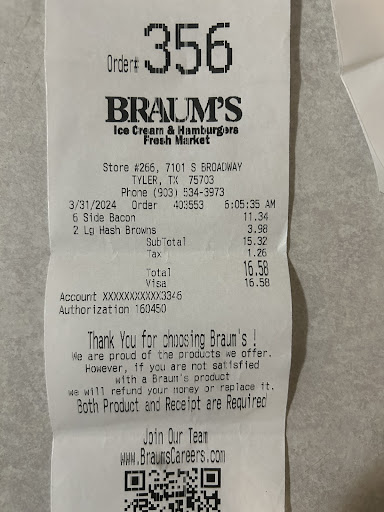 Order# 356
BRAUM'S
Ice Cream & Hamburgers
Fresh Market
Store #266, 7101 S BROADWAY
TYLER, TX 75703
Phone (903) 534-3973
3/31/2024 Order 403553 6:05:35 AM
6 Side Bacon 11.34
2 Lg Hash Browns 3.98
SubTotal 15.32
Tax 1.26
Total 16.58
Visa 16.58
Account XXXXXXXXXXXX3346
Authorization 160450
Thank You for choosing Braum's !
We are proud of the products we offer.
However, if you are not satisfied
with a Braum's product
we will refund your money or replace it.
Both Product and Receipt are Required
Join Our Team
www.BraumsCareers.com